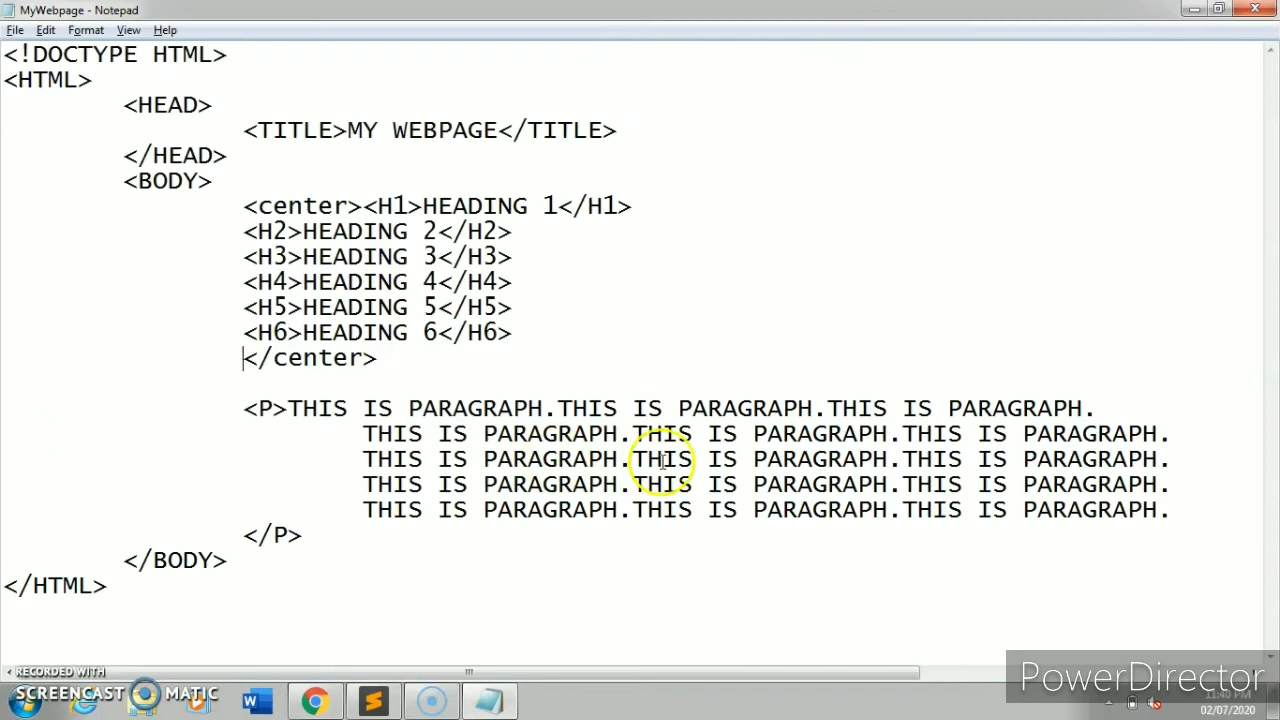 MyWebpage - Notepad
File Edit Format View Help
<!DOCTYPE HTML>
<HTML>
<HEAD>
<TITLE>MY WEBPAGE</TITLE>
</HEAD>
<BODY>
<center><H1>HEADING 1</H1>
<H2>HEADING 2</H2>
<H3>HEADING 3</H3>
<H4>HEADING 4</H4>
<H5>HEADING 5</H5>
<H6>HEADING 6</H6>
</center>
<P>THIS IS PARAGRAPH.THIS IS PARAGRAPH.THIS IS PARAGRAPH.
THIS IS PARAGRAPH.THIS IS PARAGRAPH.THIS IS PARAGRAPH.
THIS IS PARAGRAPH.THIS IS PARAGRAPH.THIS IS PARAGRAPH.
THIS IS PARAGRAPH.THIS IS PARAGRAPH.THIS IS PARAGRAPH.
THIS IS PARAGRAPH.THIS IS PARAGRAPH.THIS IS PARAGRAPH.
</P>
</BODY>
</HTML>
RECORDED WITH
SCREENCAST MATIC
PowerDirector
11:40 PM
02/07/2020